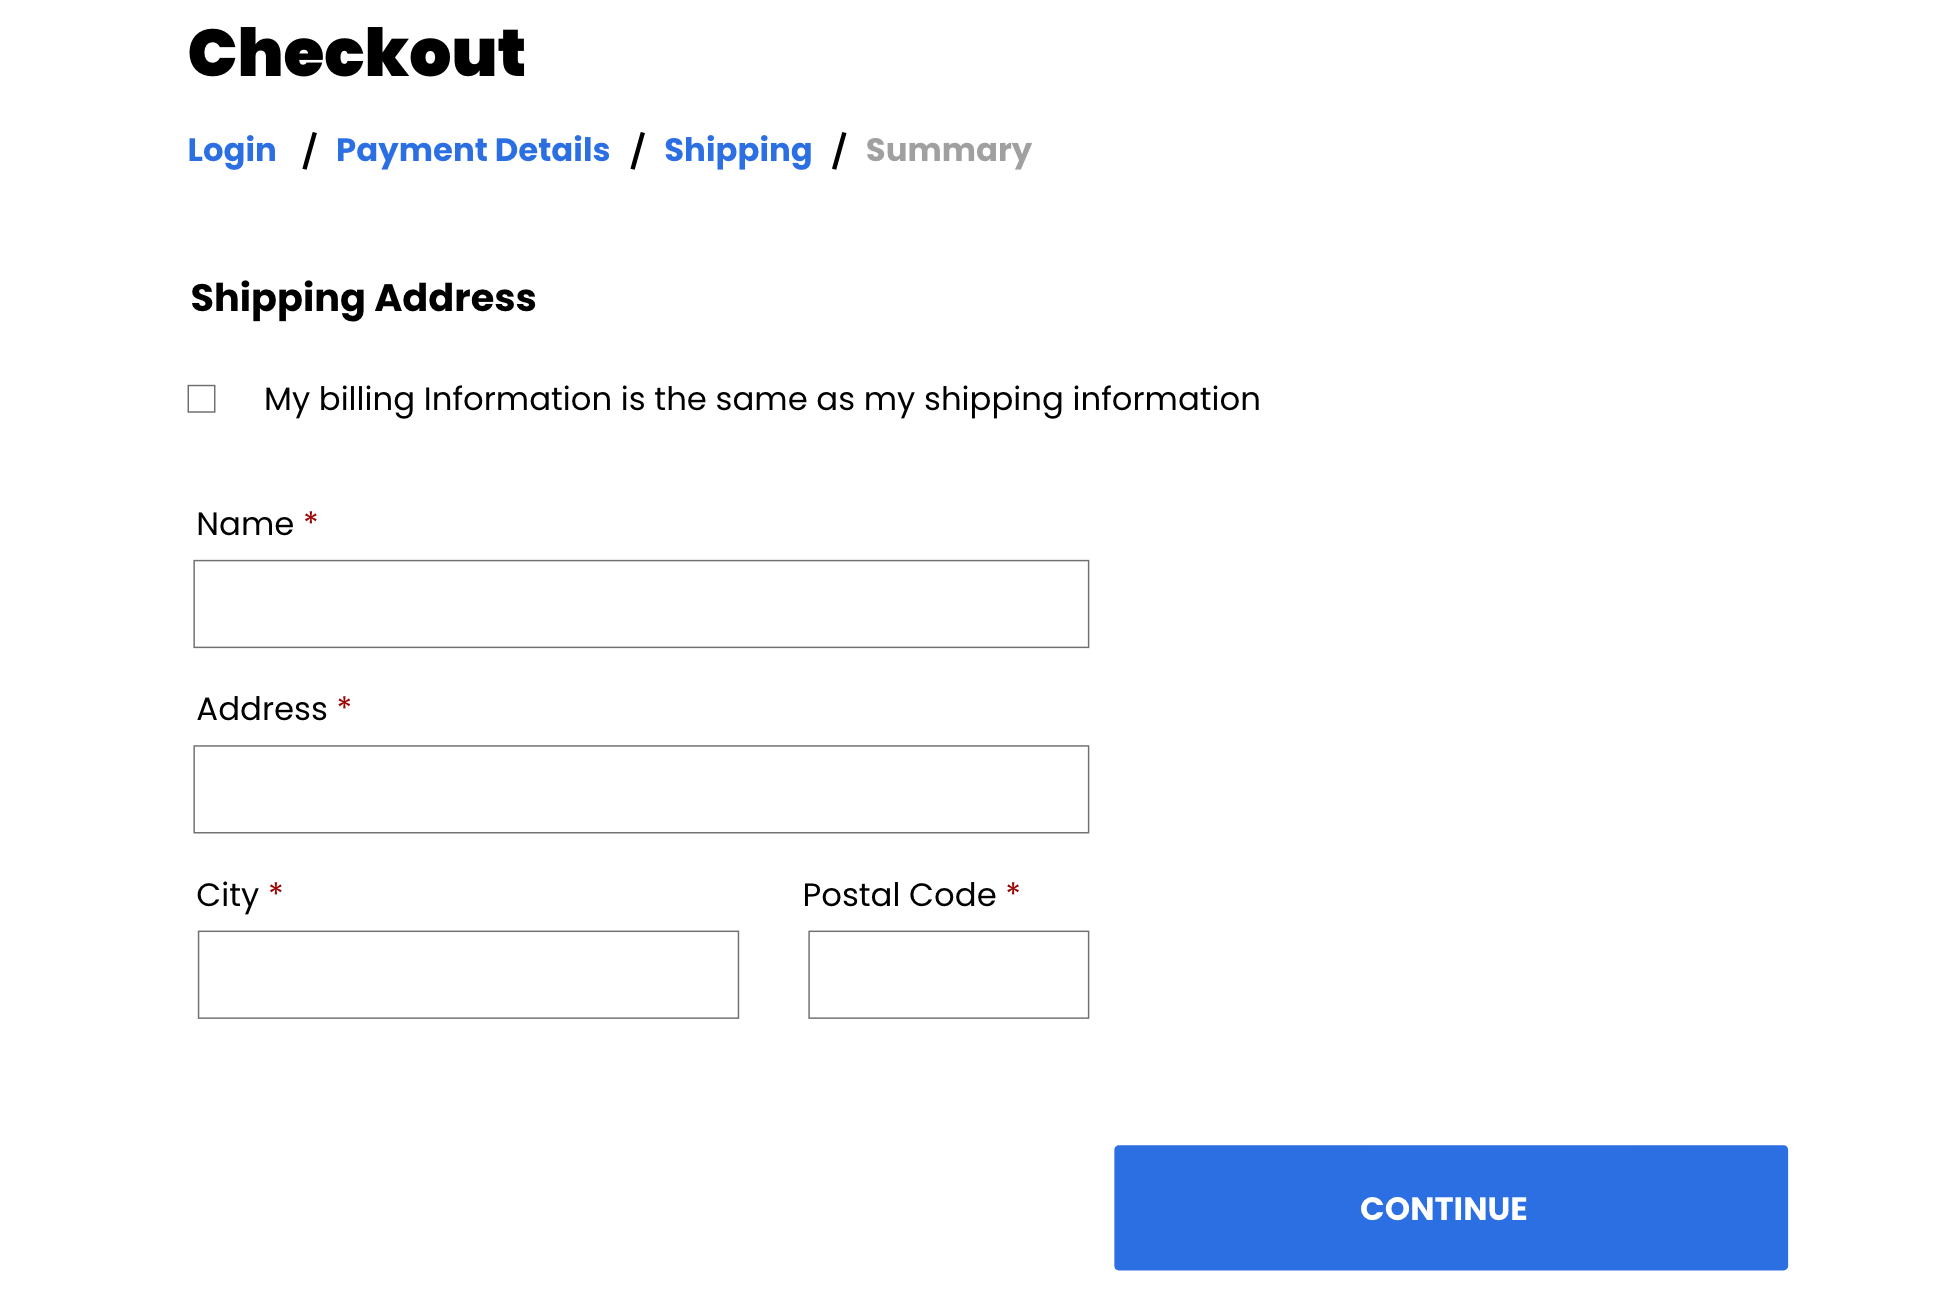 Checkout
Login / Payment Details / Shipping / Summary
Shipping Address
My billing Information is the same as my shipping information
Name *
Address *
City * Postal Code *
CONTINUE